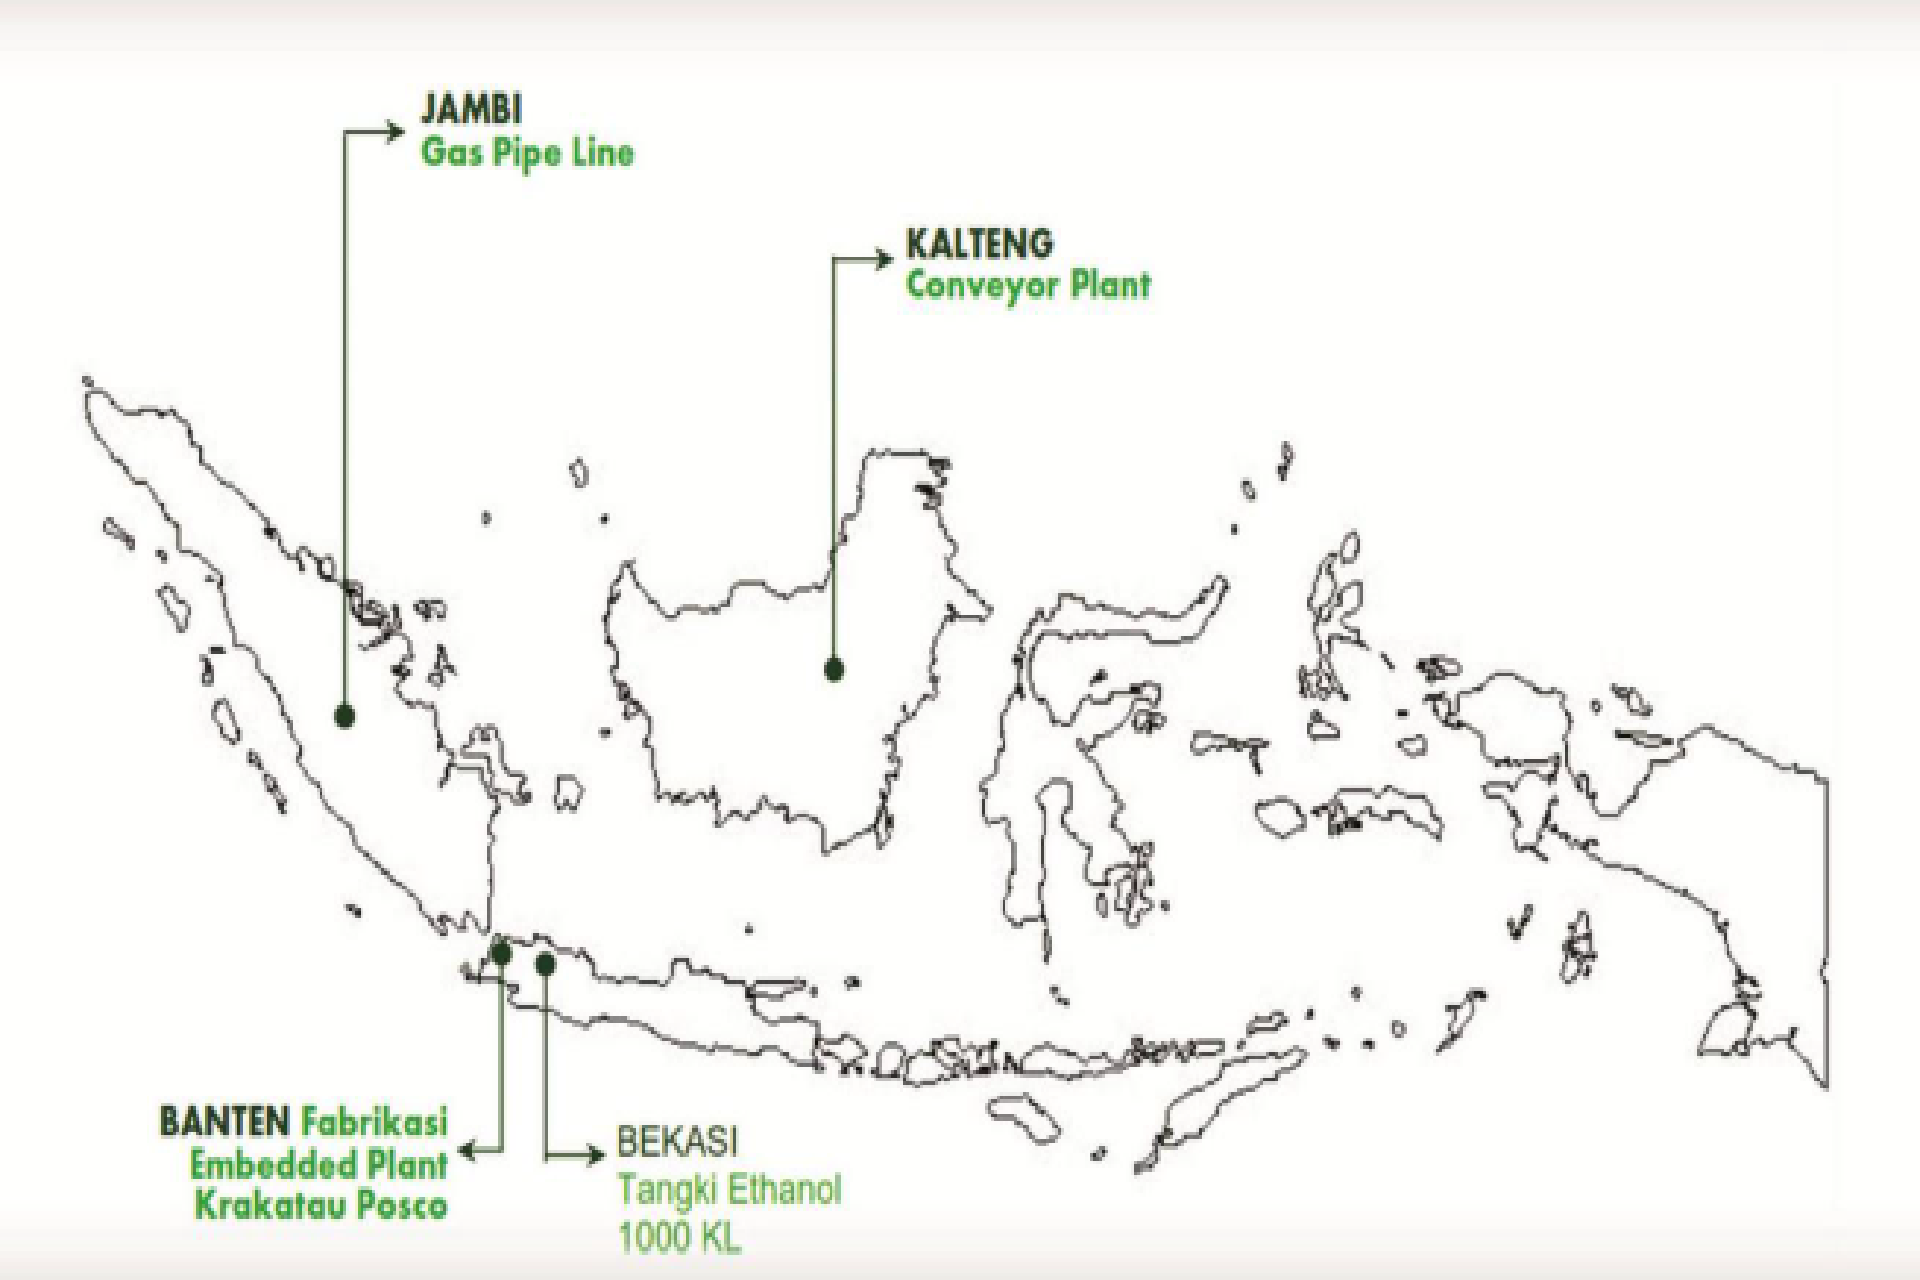 JAMBI
Gas Pipe Line
KALTENG
Conveyor Plant
BANTEN Fabrikasi
Embedded Plant
Krakatau Posco
BEKASI
Tangki Ethanol
1000 KL